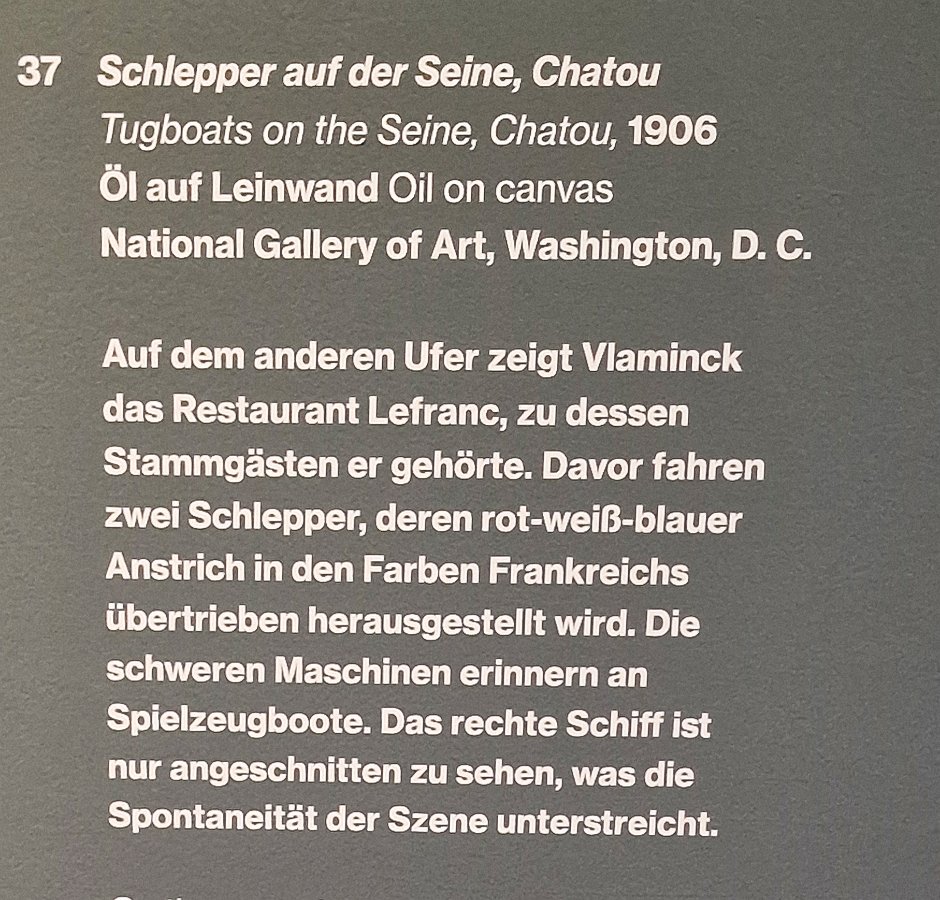 37 Schlepper auf der Seine, Chatou
Tugboats on the Seine, Chatou, 1906
Öl auf Leinwand Oil on canvas
National Gallery of Art, Washington, D. C.
Auf dem anderen Ufer zeigt Vlaminck
das Restaurant Lefranc, zu dessen
Stammgästen er gehörte. Davor fahren
zwei Schlepper, deren rot-weiß-blauer
Anstrich in den Farben Frankreichs
übertrieben herausgestellt wird. Die
schweren Maschinen erinnern an
Spielzeugboote. Das rechte Schiff ist
nur angeschnitten zu sehen, was die
Spontaneität der Szene unterstreicht.